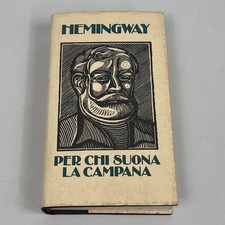 HEMINGWAY
PER CHI SUONA
LA CAMPANA